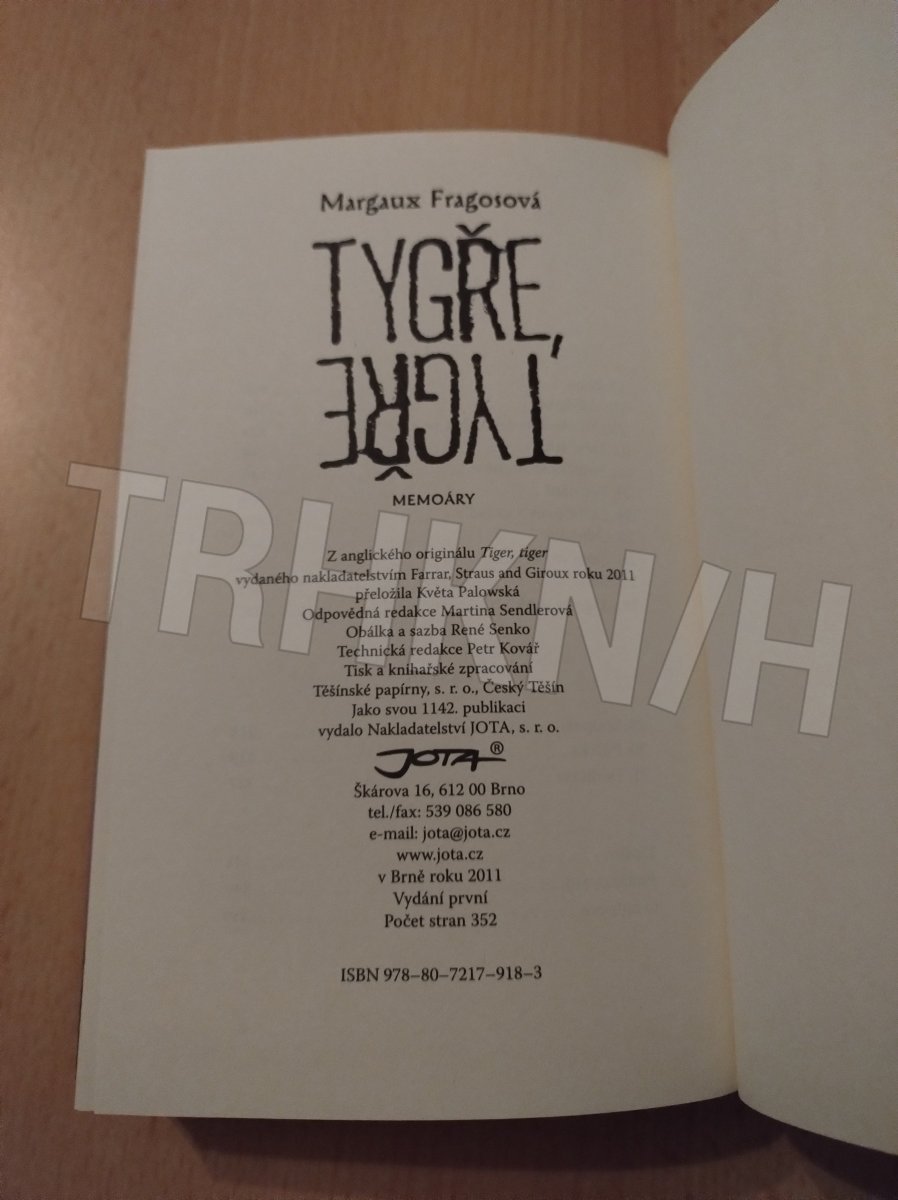 Margaux Fragosová
TYGŘE,
TYGŘE
MEMOÁRY
Z anglického originálu Tiger, tiger
vydaného nakladatelstvím Farrar, Straus and Giroux roku 2011
přeložila Květa Palowská
Odpovědná redakce Martina Sendlerová
Obálka a sazba René Senko
Technická redakce Petr Kovář
Tisk a knihařské zpracování
Těšínské papírny, s. r. o., Český Těšín
Jako svou 1142. publikaci
vydalo Nakladatelství JOTA, s. r. o.
JOTA®
Škárova 16, 612 00 Brno
tel./fax: 539 086 580
e-mail: jota@jota.cz
www.jota.cz
v Brně roku 2011
Vydání první
Počet stran 352
ISBN 978–80–7217–918–3
TRHKNIH